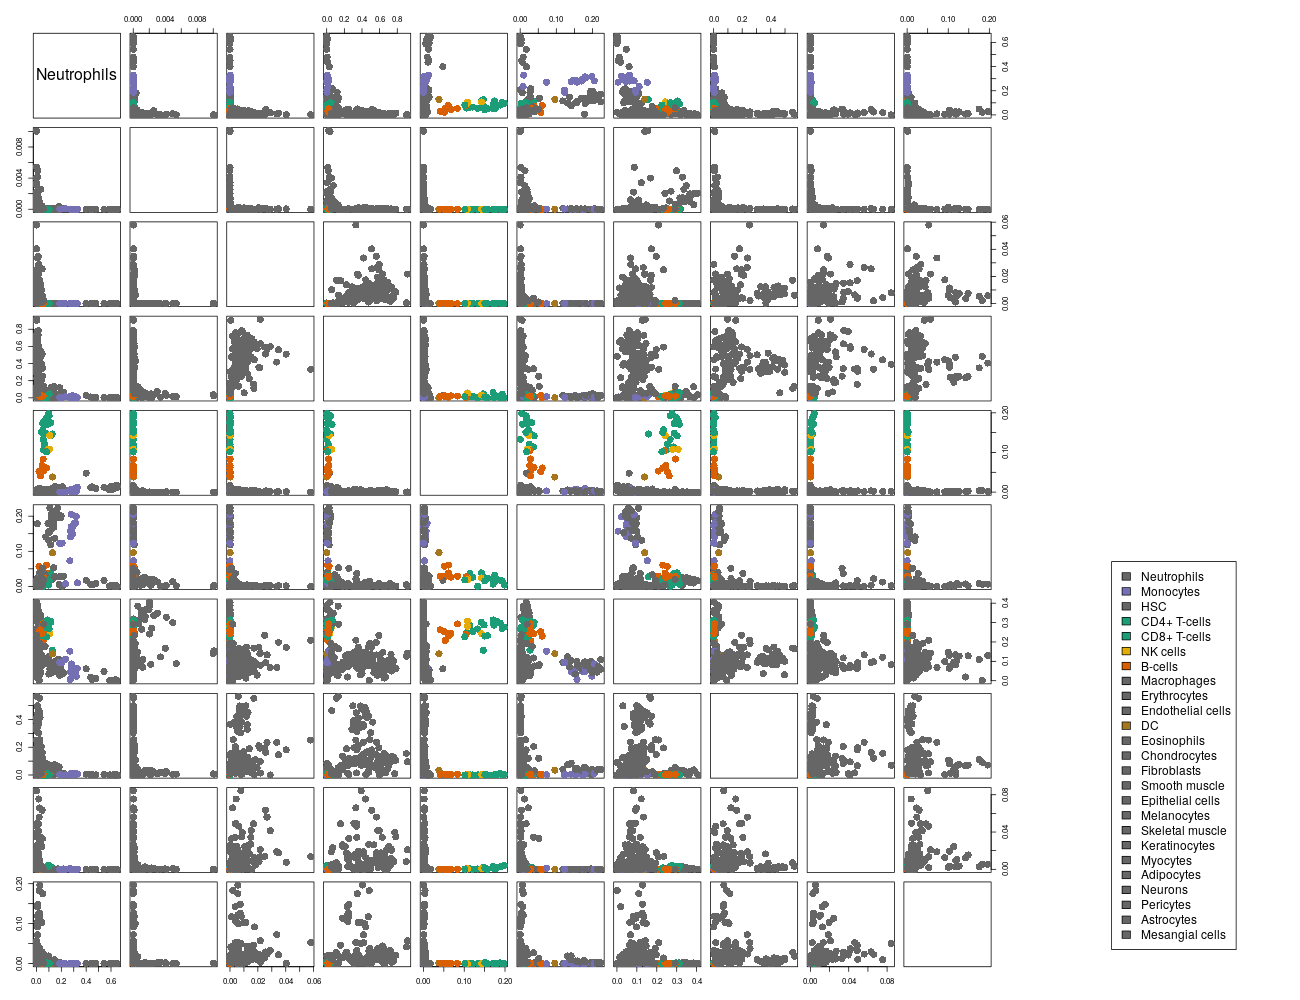 0.000 0.004 0.008
0.0 0.2 0.4 0.6 0.8
0.00 0.10 0.20
0.0 0.2 0.4
0.00 0.10 0.20
Neutrophils
0.0 0.2 0.4 0.6
0.000 0.004 0.008
0.00 0.02 0.04 0.06
0.0 0.2 0.4 0.6 0.8
0.00 0.10 0.20
0.00 0.10 0.20
0.0 0.1 0.2 0.3 0.4
0.0 0.2 0.4
0.00 0.04 0.08
0.00 0.10 0.20
0.0 0.2 0.4 0.6
0.00 0.02 0.04 0.06
0.00 0.10 0.20
0.0 0.1 0.2 0.3 0.4
0.00 0.04 0.08
Neutrophils
Monocytes
HSC
CD4+ T-cells
CD8+ T-cells
NK cells
B-cells
Macrophages
Erythrocytes
Endothelial cells
DC
Eosinophils
Chondrocytes
Fibroblasts
Smooth muscle
Epithelial cells
Melanocytes
Skeletal muscle
Keratinocytes
Myocytes
Adipocytes
Neurons
Pericytes
Astrocytes
Mesangial cells